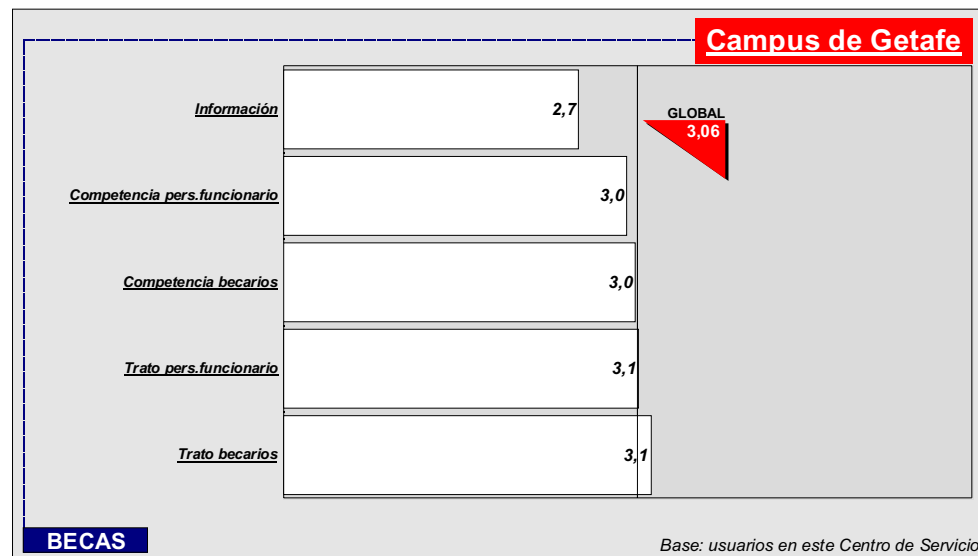 Campus de Getafe
Información
2,7
GLOBAL
3,06
Competencia pers.funcionario
3,0
Competencia becarios
3,0
Trato pers.funcionario
3,1
Trato becarios
3,1
BECAS
Base: usuarios en este Centro de Servicio